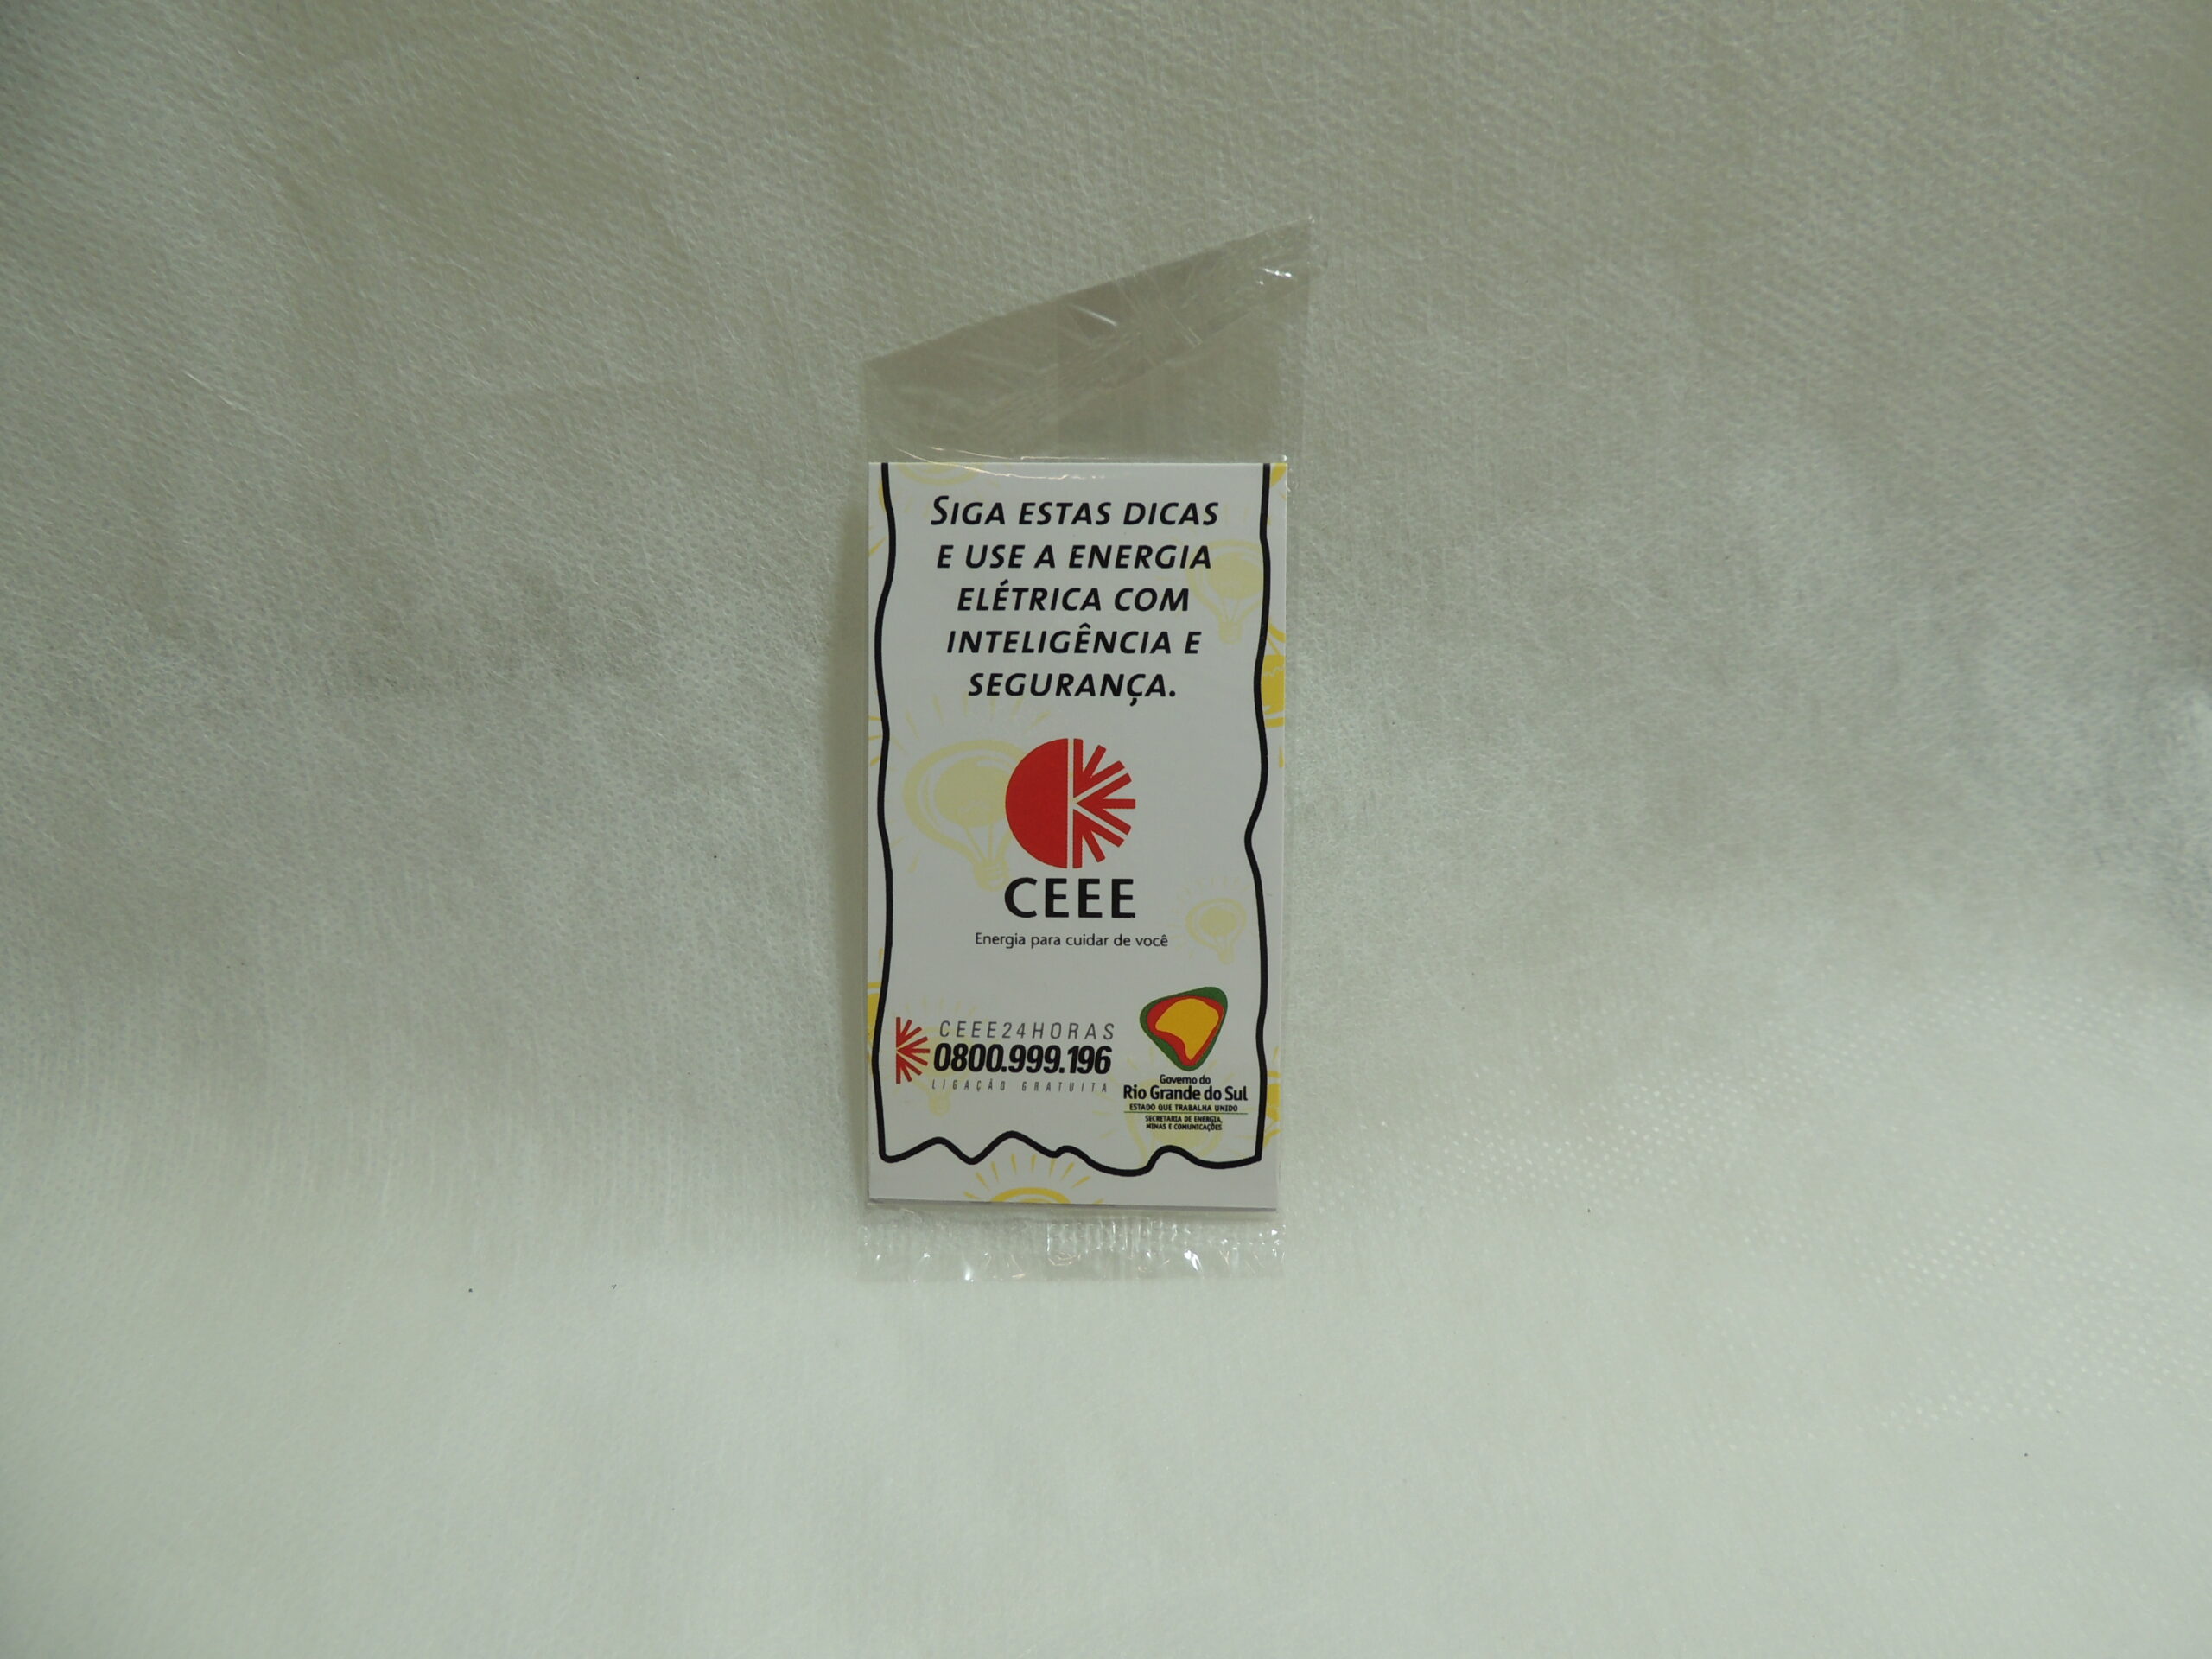 SIGA ESTAS DICAS
E USE A ENERGIA
ELÉTRICA COM
INTELIGÊNCIA E
SEGURANÇA.
CEEE
Energia para cuidar de você
CEEE24HORAS
0800.999.196
LIGAÇÃO GRATUITA
Governo do
Rio Grande do Sul
ESTADO QUE TRABALHA UNIDO
SECRETARIA DE ENERGIA,
MINAS E COMUNICAÇÕES